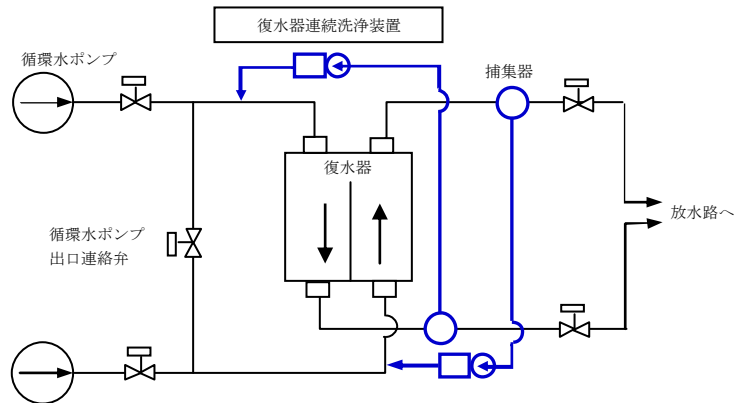 復水器連続洗浄装置
循環水ポンプ
捕集器
復水器
放水路へ
循環水ポンプ
出口連絡弁